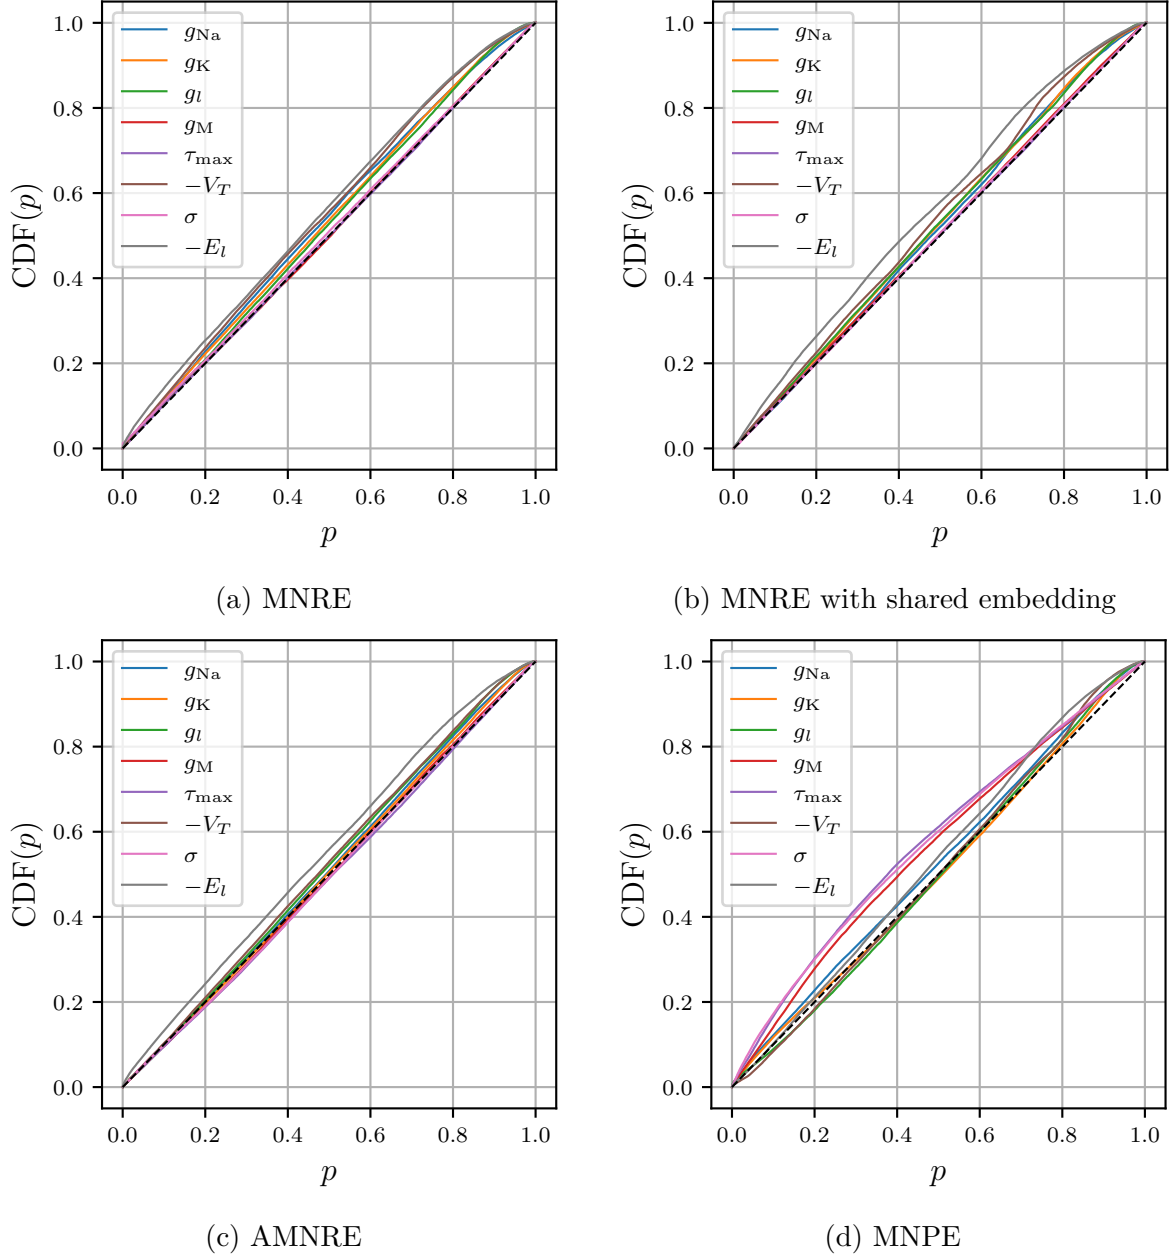 1.0
0.8
0.6
0.4
0.2
0.0
CDF(p)
g_Na
g_K
g_l
g_M
τ_max
−V_T
σ
−E_l
0.0 0.2 0.4 0.6 0.8 1.0
p
(a) MNRE
1.0
0.8
0.6
0.4
0.2
0.0
CDF(p)
g_Na
g_K
g_l
g_M
τ_max
−V_T
σ
−E_l
0.0 0.2 0.4 0.6 0.8 1.0
p
(b) MNRE with shared embedding
1.0
0.8
0.6
0.4
0.2
0.0
CDF(p)
g_Na
g_K
g_l
g_M
τ_max
−V_T
σ
−E_l
0.0 0.2 0.4 0.6 0.8 1.0
p
(c) AMNRE
1.0
0.8
0.6
0.4
0.2
0.0
CDF(p)
g_Na
g_K
g_l
g_M
τ_max
−V_T
σ
−E_l
0.0 0.2 0.4 0.6 0.8 1.0
p
(d) MNPE